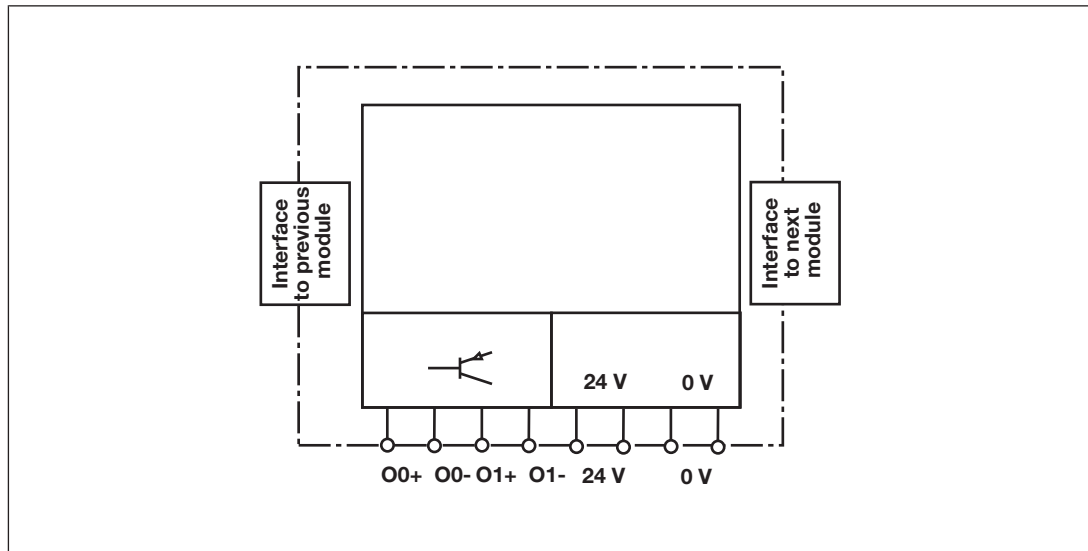 Interface
to previous
module
Interface
to next
module
24 V 0 V
O0+ O0- O1+ O1- 24 V 0 V